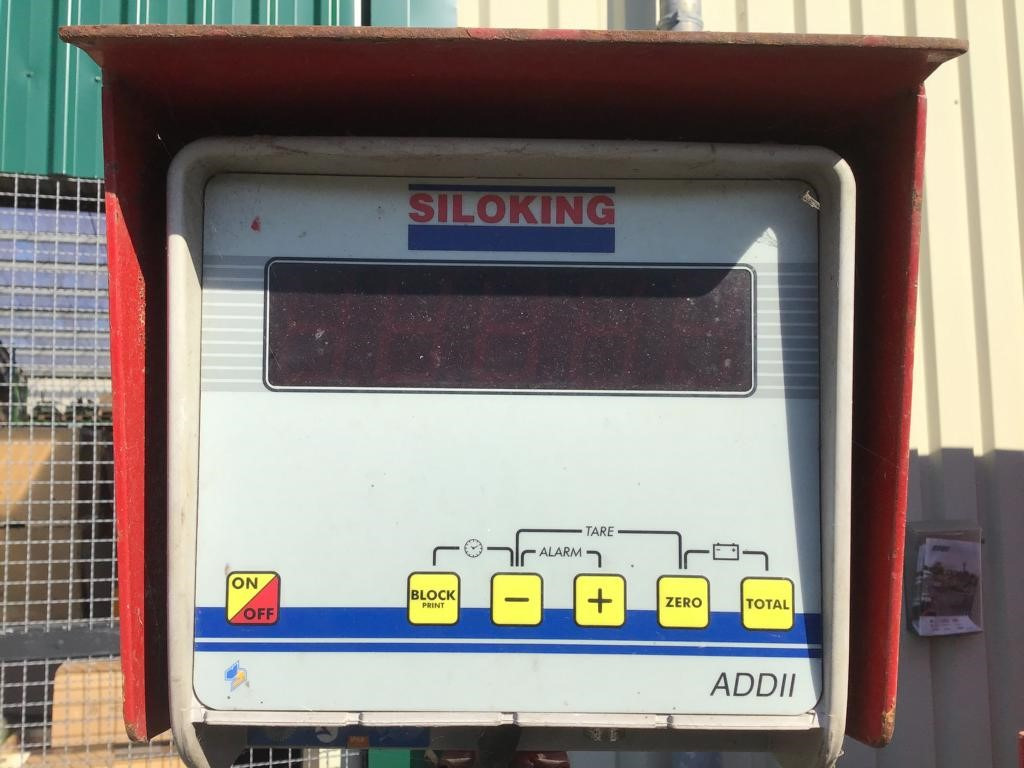 SILOKING
TARE
ALARM
ON
OFF
BLOCK
PRINT
−
+
ZERO
TOTAL
ADDII